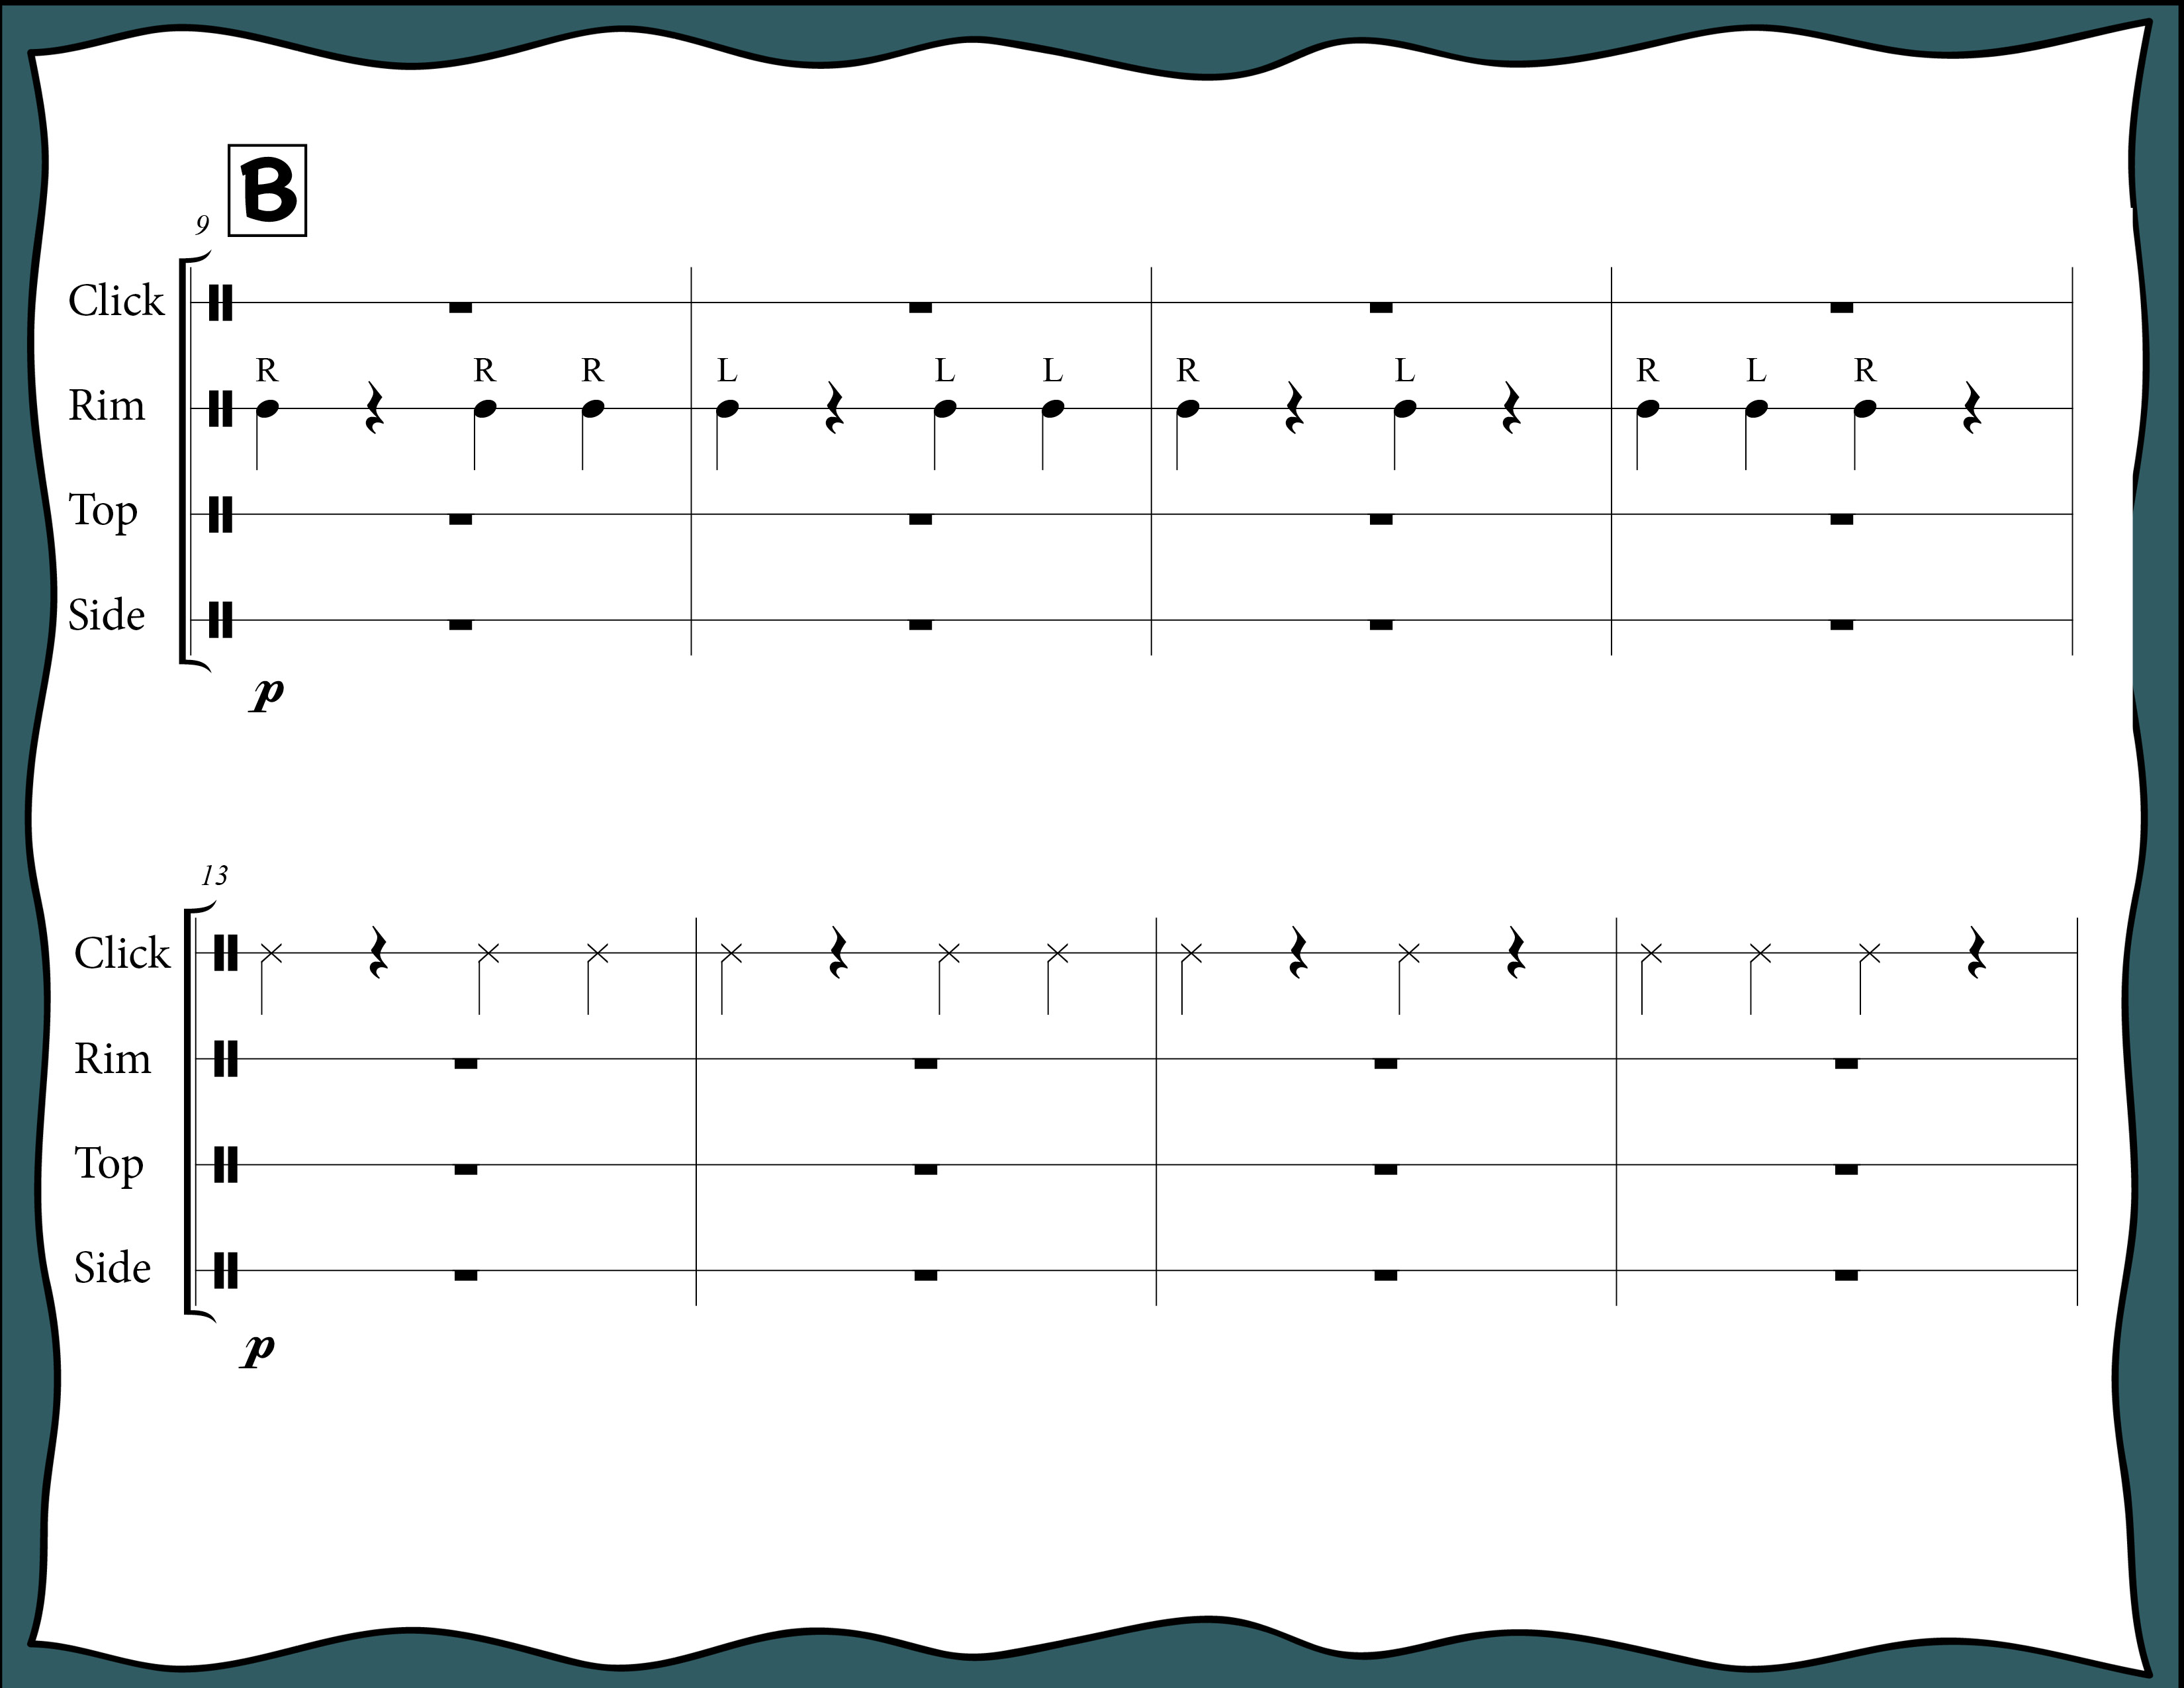 B
9
Click
R R R L L L R L R L R
Rim
Top
Side
p
13
Click
Rim
Top
Side
p